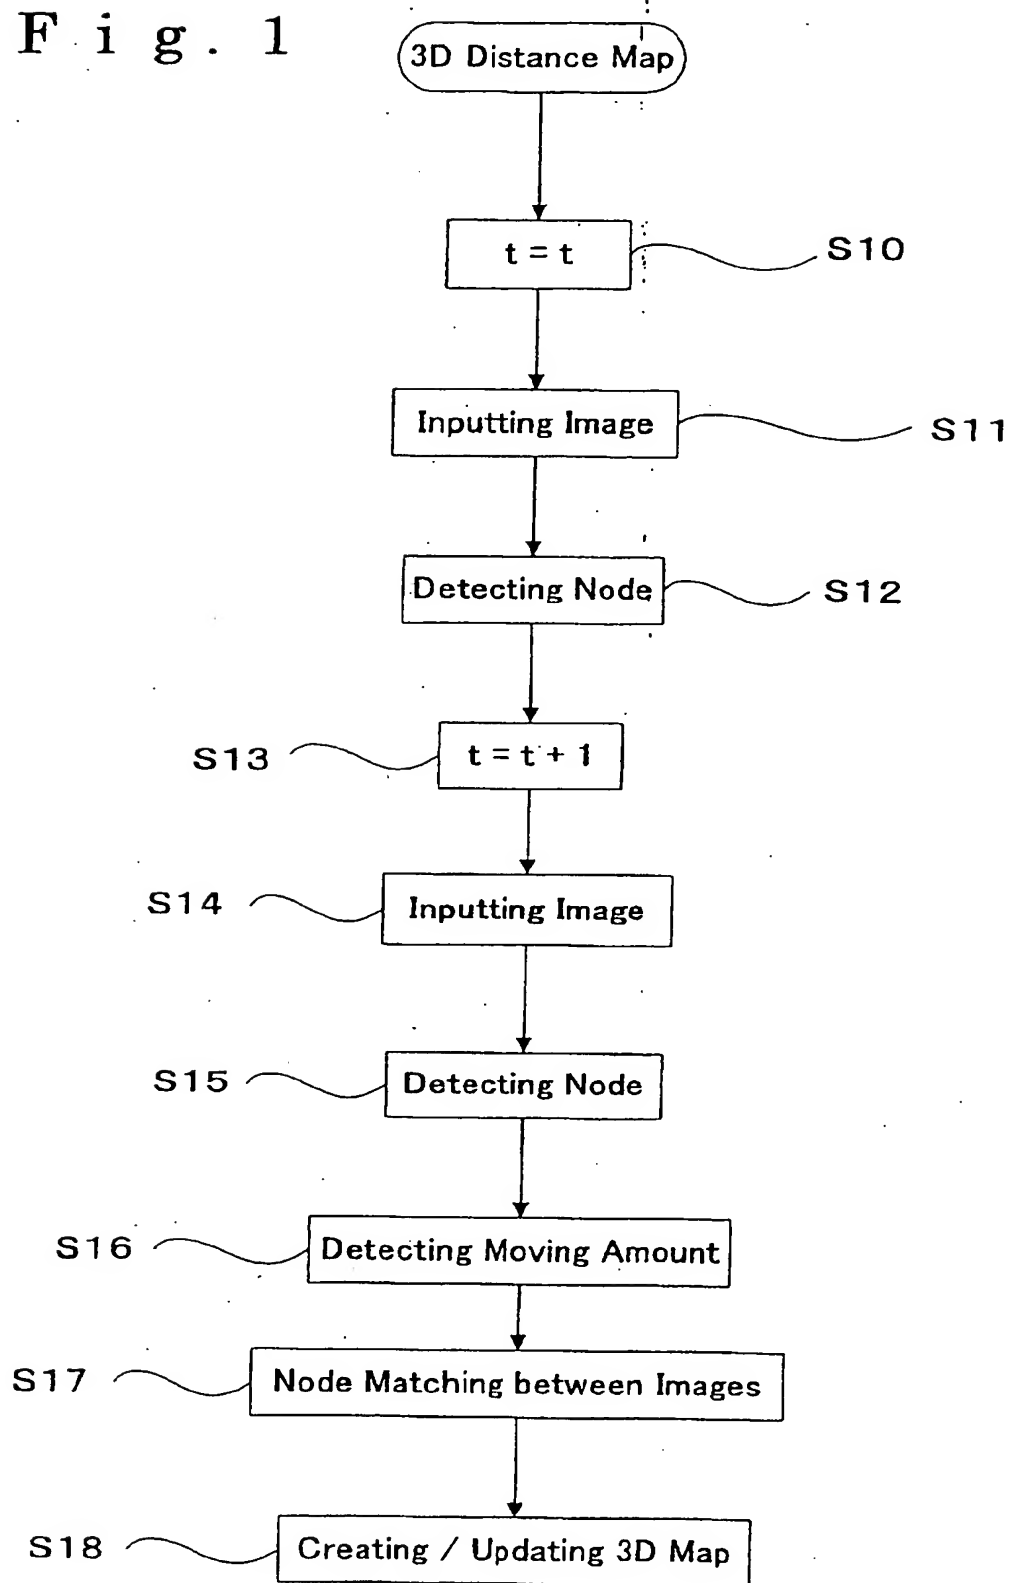 Fig. 1
3D Distance Map
t = t
S10
Inputting Image
S11
Detecting Node
S12
S13
t = t + 1
S14
Inputting Image
S15
Detecting Node
S16
Detecting Moving Amount
S17
Node Matching between Images
S18
Creating / Updating 3D Map